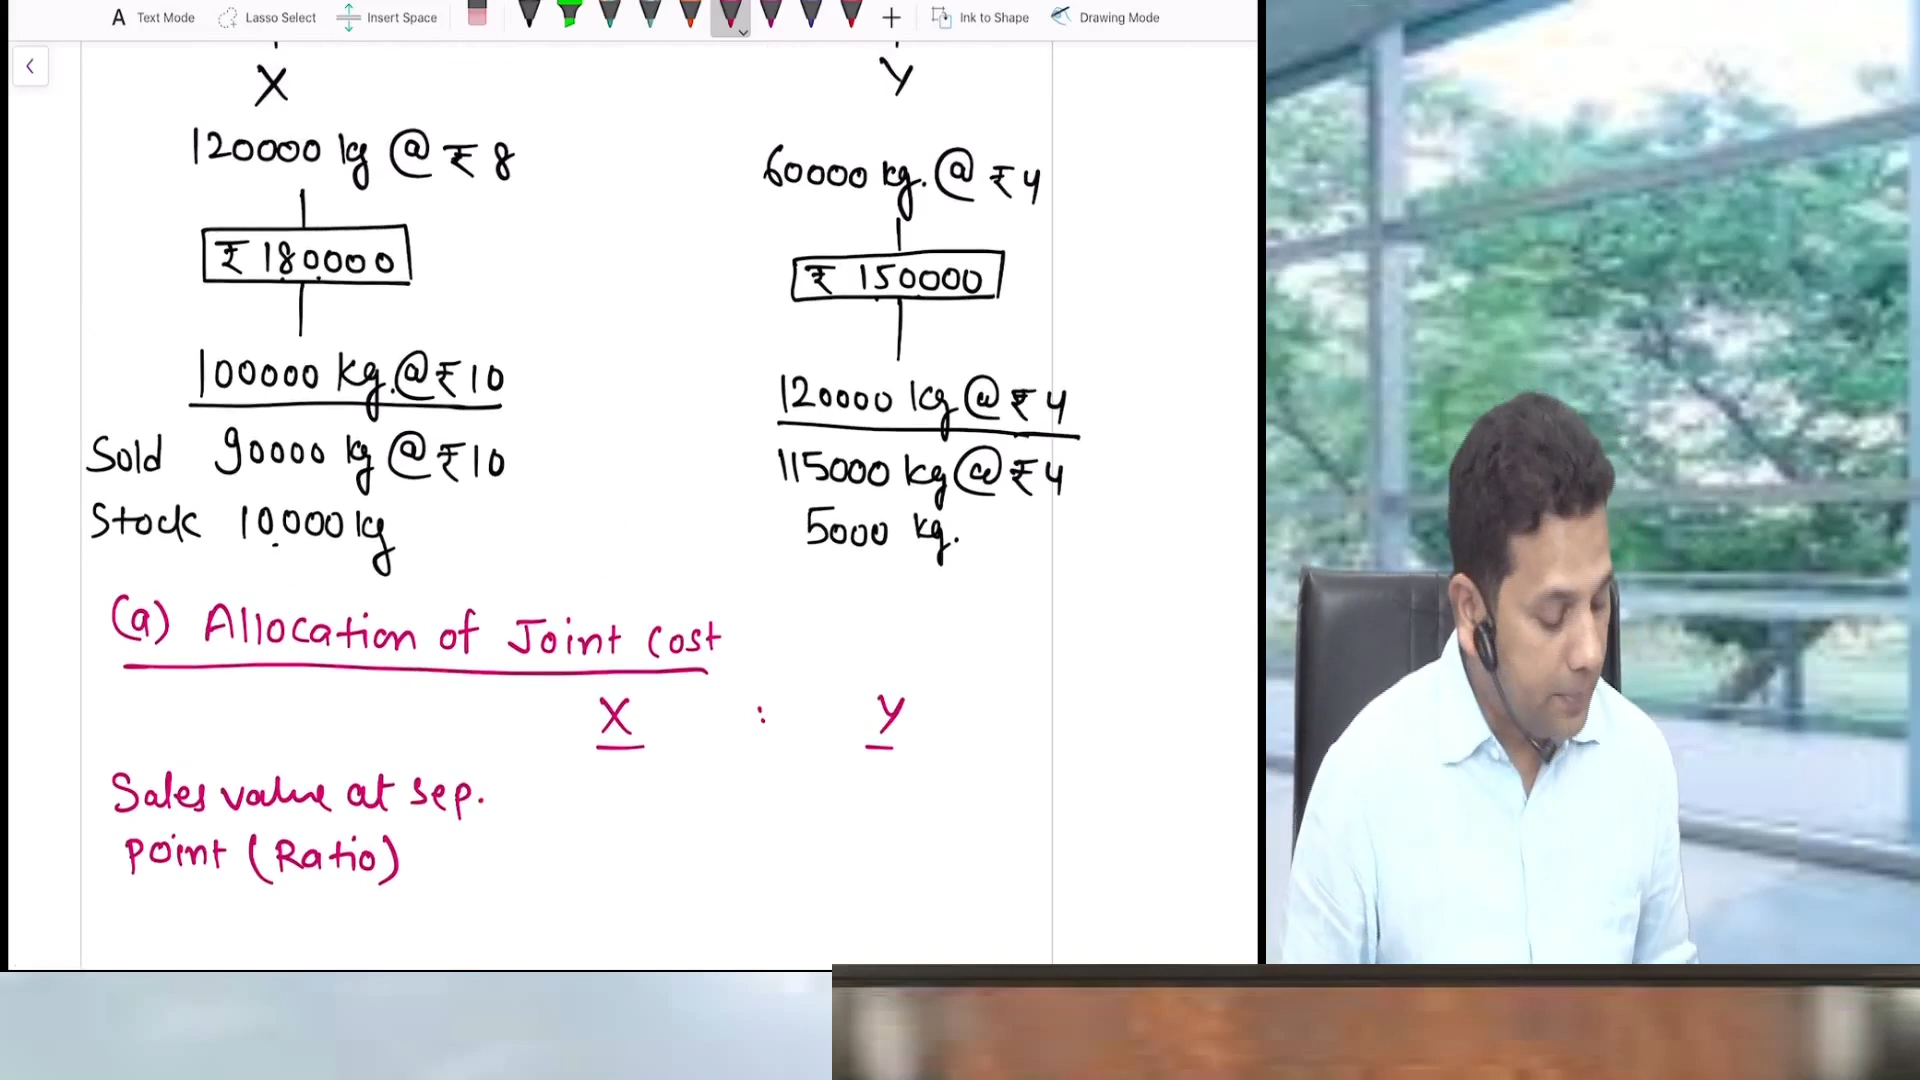 A Text Mode Lasso Select Insert Space Ink to Shape Drawing Mode
X Y
120000 kg @ ₹ 8 60000 kg. @ ₹ 4
₹ 180000 ₹ 150000
100000 kg. @ ₹ 10 120000 kg @ ₹ 4
Sold 90000 kg @ ₹ 10 115000 kg @ ₹ 4
Stock 10000 kg 5000 kg.
(a) Allocation of Joint Cost
X : Y
Sales value at sep.
point (Ratio)